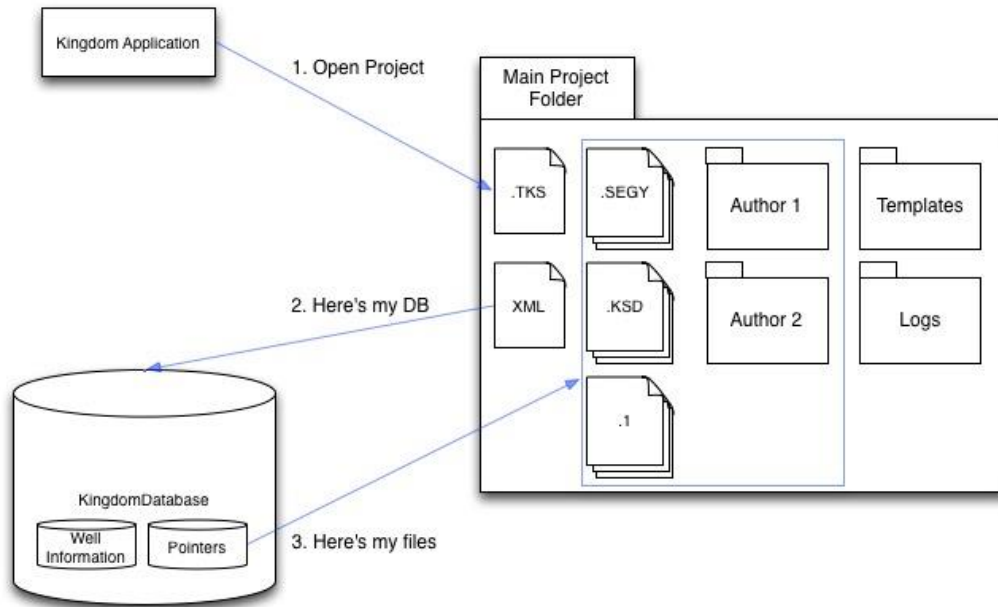 Kingdom Application
1. Open Project
Main Project
Folder
.TKS
.SEGY
Author 1
Templates
XML
.KSD
Author 2
Logs
2. Here's my DB
.1
KingdomDatabase
Well
Information
Pointers
3. Here's my files